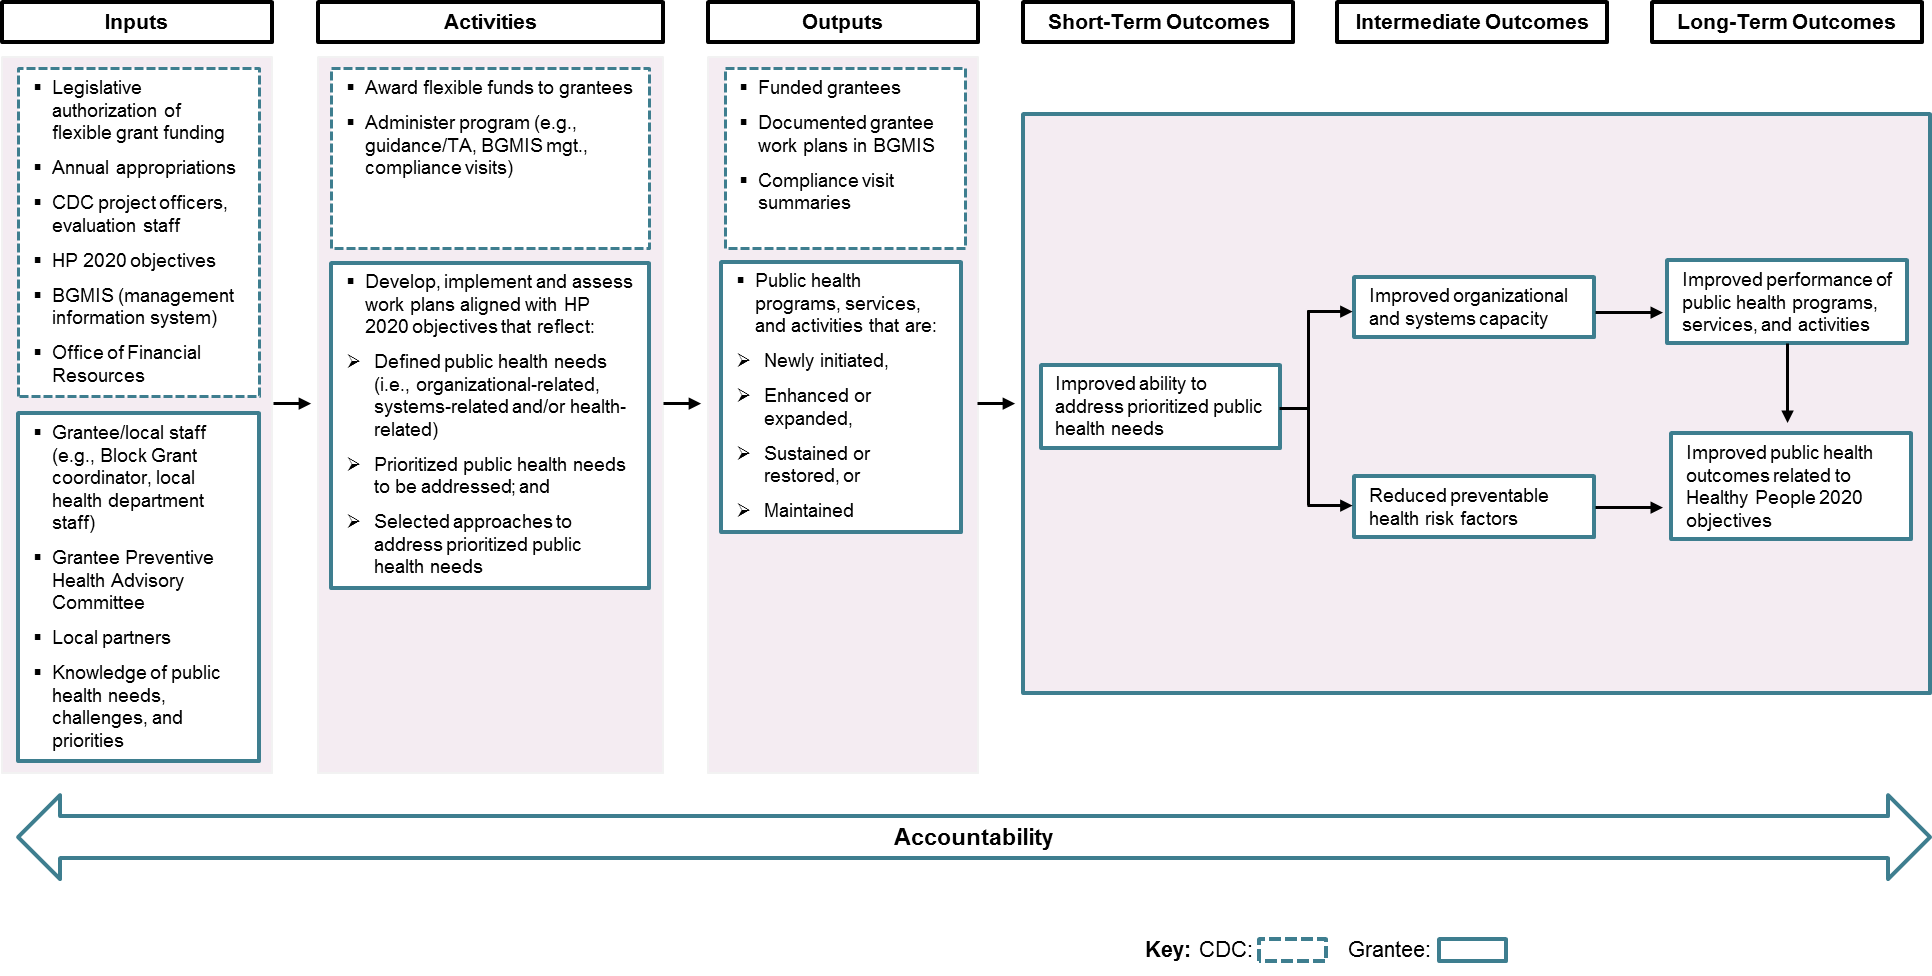 Inputs
Activities
Outputs
Short-Term Outcomes
Intermediate Outcomes
Long-Term Outcomes
▪ Legislative
authorization of
flexible grant funding
▪ Annual appropriations
▪ CDC project officers,
evaluation staff
▪ HP 2020 objectives
▪ BGMIS (management
information system)
▪ Office of Financial
Resources
▪ Grantee/local staff
(e.g., Block Grant
coordinator, local
health department
staff)
▪ Grantee Preventive
Health Advisory
Committee
▪ Local partners
▪ Knowledge of public
health needs,
challenges, and
priorities
▪ Award flexible funds to grantees
▪ Administer program (e.g.,
guidance/TA, BGMIS mgt.,
compliance visits)
▪ Develop, implement and assess
work plans aligned with HP
2020 objectives that reflect:
➢ Defined public health needs
(i.e., organizational-related,
systems-related and/or health-
related)
➢ Prioritized public health needs
to be addressed; and
➢ Selected approaches to
address prioritized public
health needs
▪ Funded grantees
▪ Documented grantee
work plans in BGMIS
▪ Compliance visit
summaries
▪ Public health
programs, services,
and activities that are:
➢ Newly initiated,
➢ Enhanced or
expanded,
➢ Sustained or
restored, or
➢ Maintained
Improved ability to
address prioritized public
health needs
Improved organizational
and systems capacity
Reduced preventable
health risk factors
Improved performance of
public health programs,
services, and activities
Improved public health
outcomes related to
Healthy People 2020
objectives
Accountability
Key: CDC: Grantee: